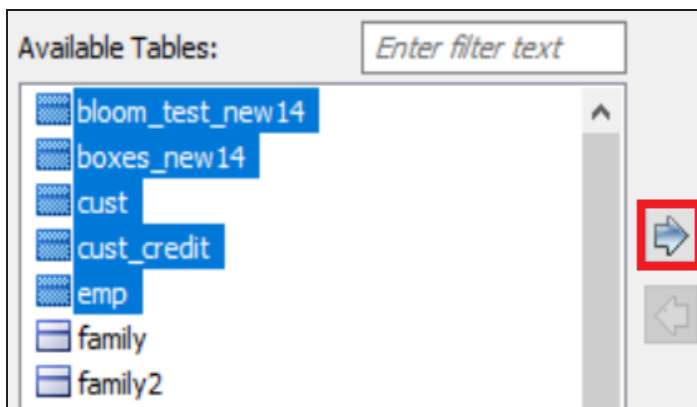 Available Tables: Enter filter text
bloom_test_new14
boxes_new14
cust
cust_credit
emp
family
family2